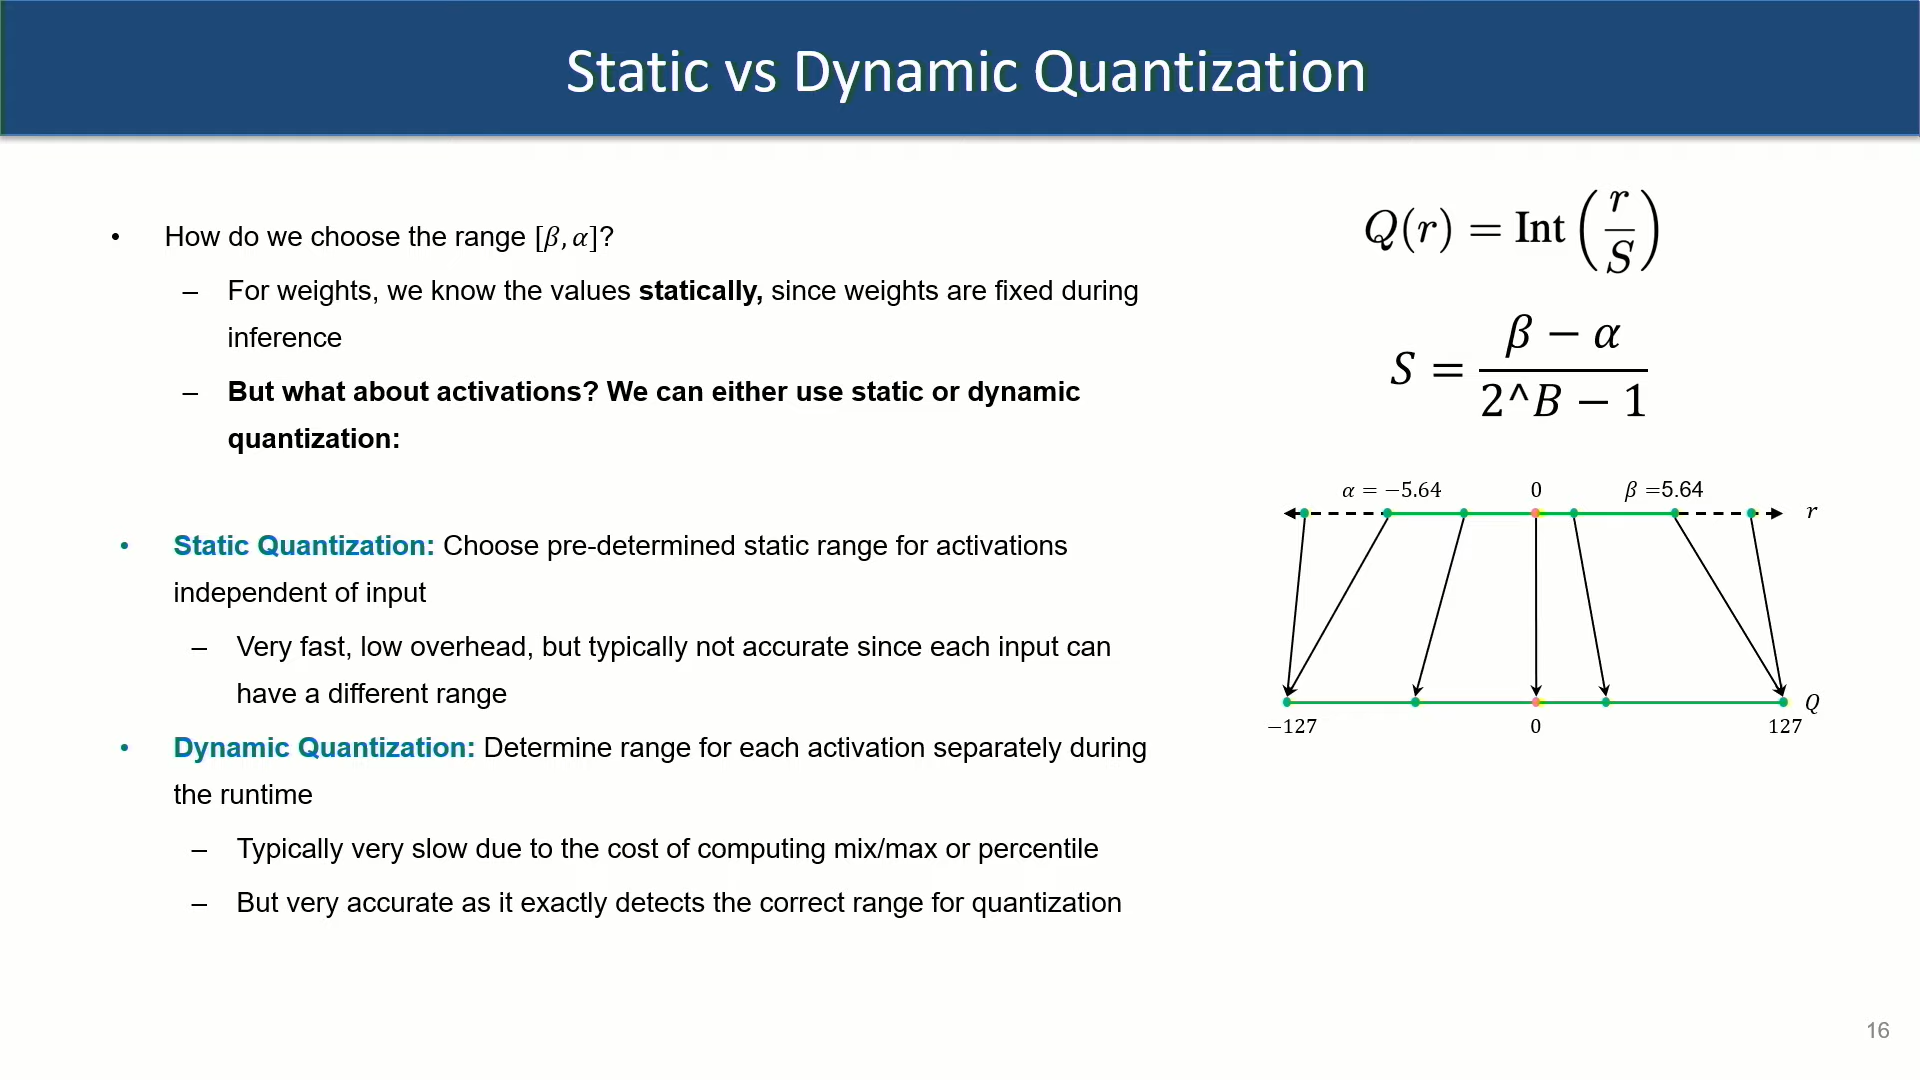 Static vs Dynamic Quantization
• How do we choose the range [β, α]?
– For weights, we know the values statically, since weights are fixed during
inference
– But what about activations? We can either use static or dynamic
quantization:
• Static Quantization: Choose pre-determined static range for activations
independent of input
– Very fast, low overhead, but typically not accurate since each input can
have a different range
• Dynamic Quantization: Determine range for each activation separately during
the runtime
– Typically very slow due to the cost of computing mix/max or percentile
– But very accurate as it exactly detects the correct range for quantization
Q(r) = Int(r/S)
S = (β − α)/(2^B − 1)
α = −5.64 0 β =5.64
r
Q
−127 0 127
16